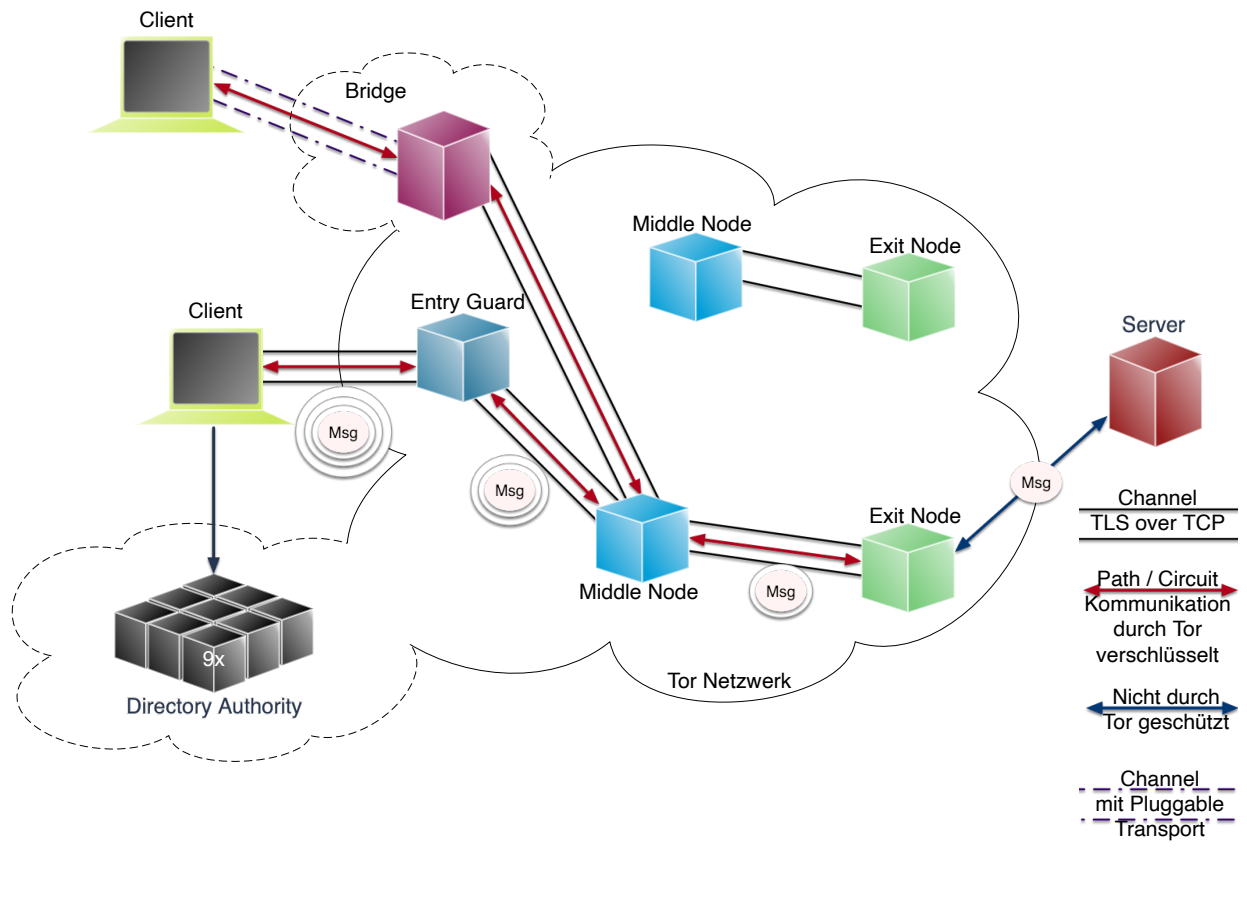 Client
Bridge
Middle Node
Exit Node
Client
Entry Guard
Server
Msg
Msg
Msg
Exit Node
Msg
Middle Node
9x
Directory Authority
Tor Netzwerk
Channel
TLS over TCP
Path / Circuit
Kommunikation
durch Tor
verschlüsselt
Nicht durch
Tor geschützt
Channel
mit Pluggable
Transport